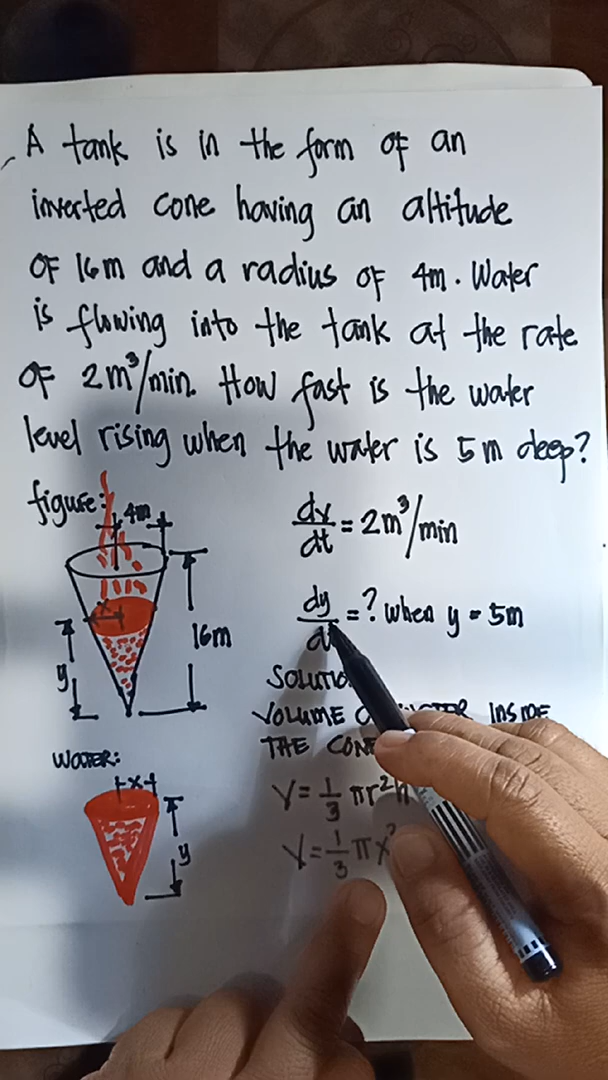 A tank is in the form of an
inverted cone having an altitude
of 16m and a radius of 4m. Water
is flowing into the tank at the rate
of 2m³/min. How fast is the water
level rising when the water is 5m deep?
figure:
4m
x
y
16m
dv/dt = 2m³/min
dy/ =? when y = 5m
VOLUME INSIDE
THE CONE
V = 1/3 πr²h
V = 1/3 πx²
WATER:
x
y